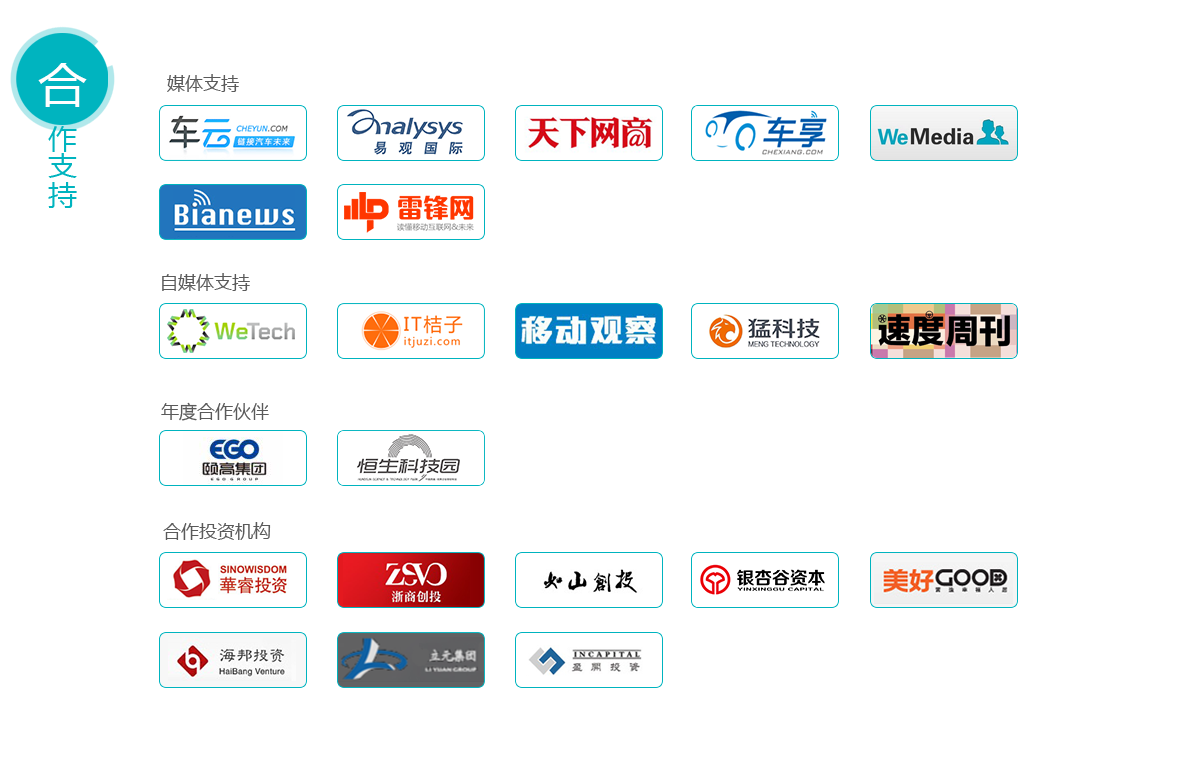 合
作
支
持
媒体支持
车云
CHEYUN.COM
链接汽车未来
analysys
易观国际
天下网商
车享
CHEXIANG.COM
WeMedia
Bianews
雷锋网
读懂移动互联网&未来
自媒体支持
WeTech
IT桔子
itjuzi.com
移动观察
猛科技
MENG TECHNOLOGY
速度周刊
年度合作伙伴
EGO
颐高集团
EGO GROUP
恒生科技园
合作投资机构
SINOWISDOM
華睿投资
ZSVC
浙商创投
如山創投
银杏谷资本
YINXINGGU CAPITAL
美好GOOD
海邦投资
HaiBang Venture
立元集团
LI YUAN GROUP
INCAPITAL
盈開投资